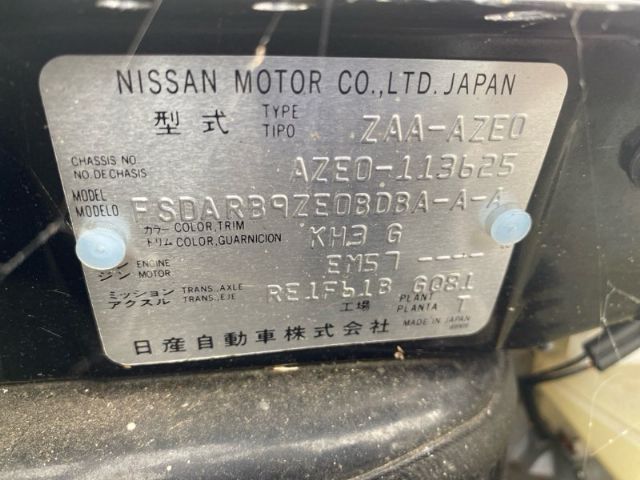 NISSAN MOTOR CO.,LTD. JAPAN
型式 TYPE TIPO ZAA-AZE0
CHASSIS NO
NO.DE CHASIS AZE0-113625
MODEL
MODELO FSDARB9ZE0BDBA-A-A
カラー COLOR,TRIM
トリム COLOR,GUARNICION KH3 G
ENGINE
ジン MOTOR EM57 ----
ミッション TRANS.,AXLE
アクスル TRANS.,EJE RE1F61B G081
工場 PLANT PLANTA T
日産自動車株式会社 MADE IN JAPAN